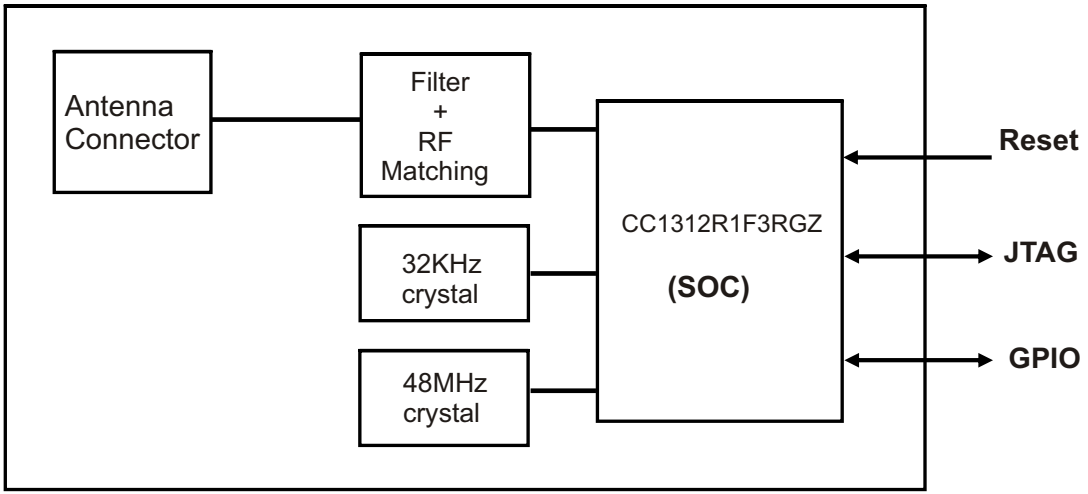 Antenna
Connector
Filter
+
RF
Matching
32KHz
crystal
48MHz
crystal
CC1312R1F3RGZ
(SOC)
Reset
JTAG
GPIO